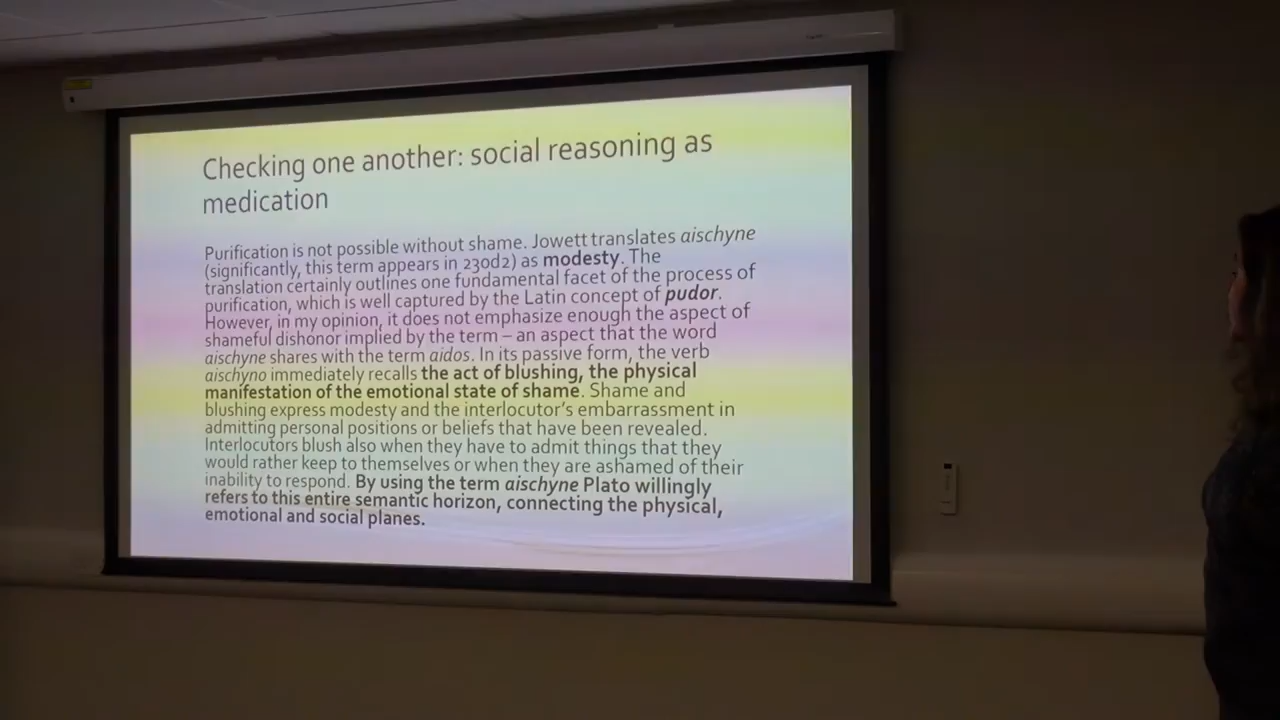 Checking one another: social reasoning as
medication
Purification is not possible without shame. Jowett translates aischyne
(significantly, this term appears in 230d2) as modesty. The
translation certainly outlines one fundamental facet of the process of
purification, which is well captured by the Latin concept of pudor.
However, in my opinion, it does not emphasize enough the aspect of
shameful dishonor implied by the term – an aspect that the word
aischyne shares with the term aidos. In its passive form, the verb
aischyno immediately recalls the act of blushing, the physical
manifestation of the emotional state of shame. Shame and
blushing express modesty and the interlocutor's embarrassment in
admitting personal positions or beliefs that have been revealed.
Interlocutors blush also when they have to admit things that they
would rather keep to themselves or when they are ashamed of their
inability to respond. By using the term aischyne Plato willingly
refers to this entire semantic horizon, connecting the physical,
emotional and social planes.